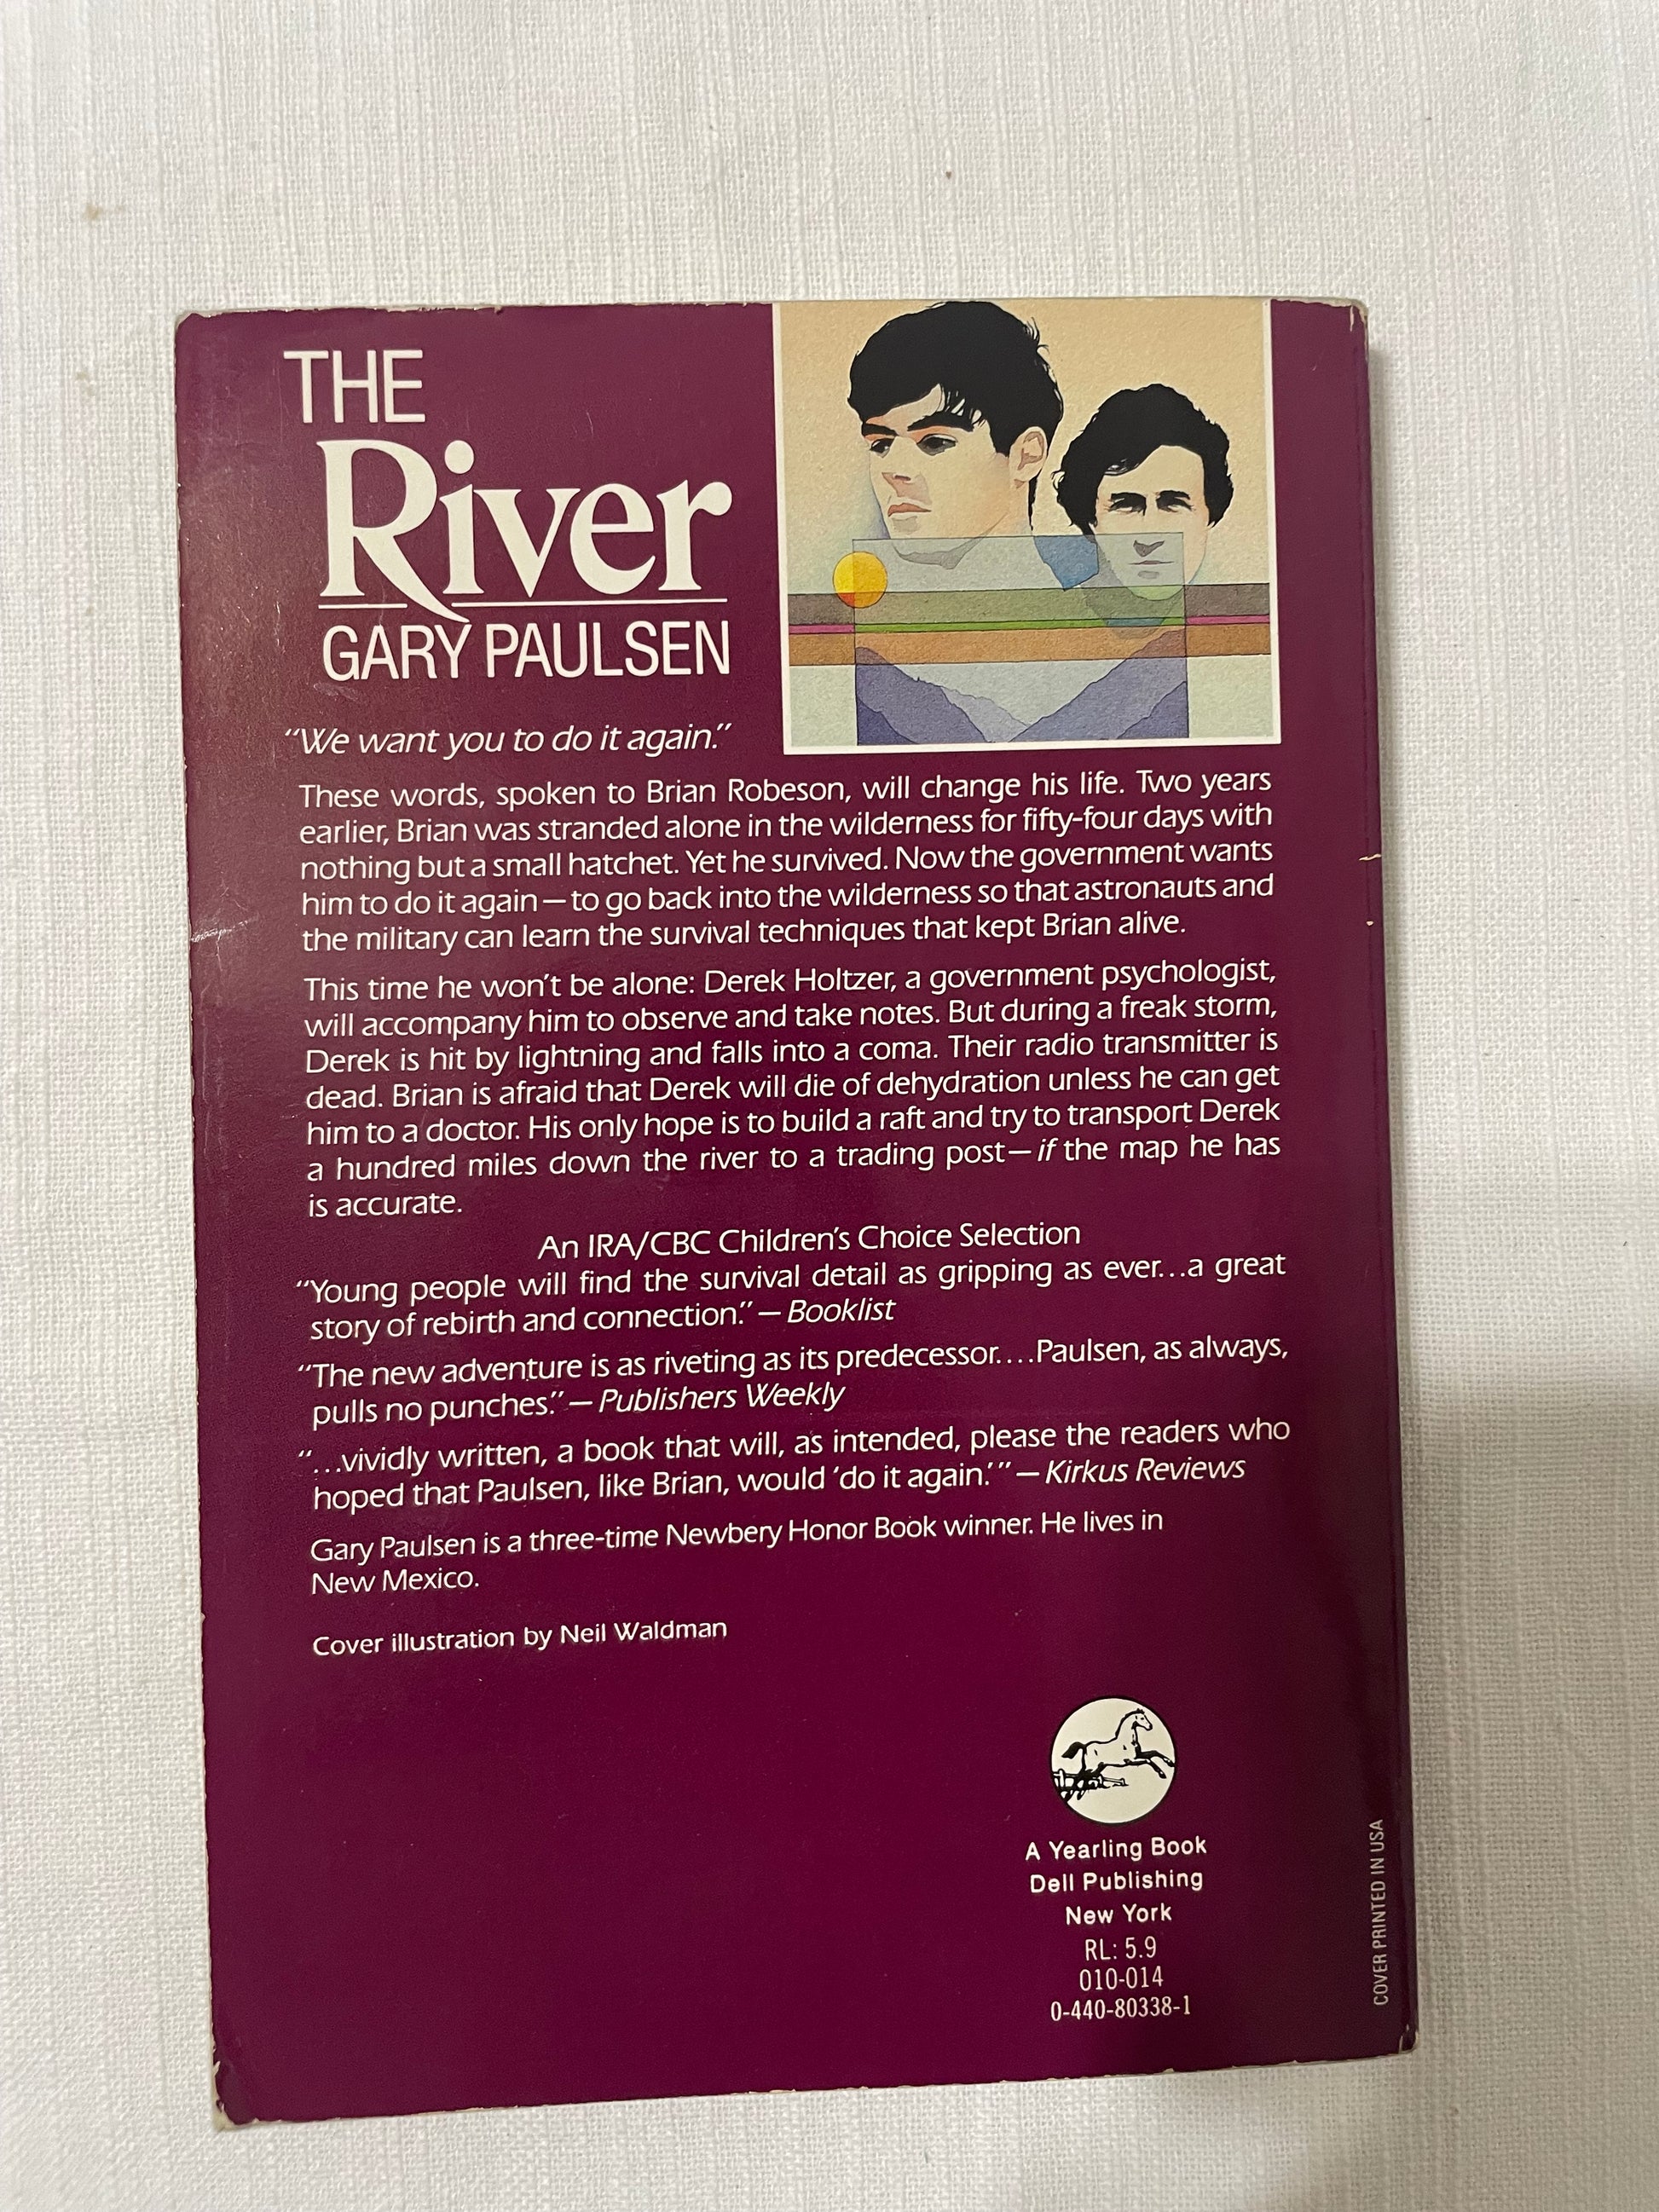 THE
River
GARY PAULSEN
“We want you to do it again.”
These words, spoken to Brian Robeson, will change his life. Two years
earlier, Brian was stranded alone in the wilderness for fifty-four days with
nothing but a small hatchet. Yet he survived. Now the government wants
him to do it again—to go back into the wilderness so that astronauts and
the military can learn the survival techniques that kept Brian alive.
This time he won’t be alone: Derek Holtzer, a government psychologist,
will accompany him to observe and take notes. But during a freak storm,
Derek is hit by lightning and falls into a coma. Their radio transmitter is
dead. Brian is afraid that Derek will die of dehydration unless he can get
him to a doctor. His only hope is to build a raft and try to transport Derek
a hundred miles down the river to a trading post—if the map he has
is accurate.
An IRA/CBC Children’s Choice Selection
“Young people will find the survival detail as gripping as ever...a great
story of rebirth and connection.”—Booklist
“The new adventure is as riveting as its predecessor....Paulsen, as always,
pulls no punches.”—Publishers Weekly
“...vividly written, a book that will, as intended, please the readers who
hoped that Paulsen, like Brian, would ‘do it again.’”—Kirkus Reviews
Gary Paulsen is a three-time Newbery Honor Book winner. He lives in
New Mexico.
Cover illustration by Neil Waldman
A Yearling Book
Dell Publishing
New York
RL: 5.9
010-014
0-440-80338-1
COVER PRINTED IN USA